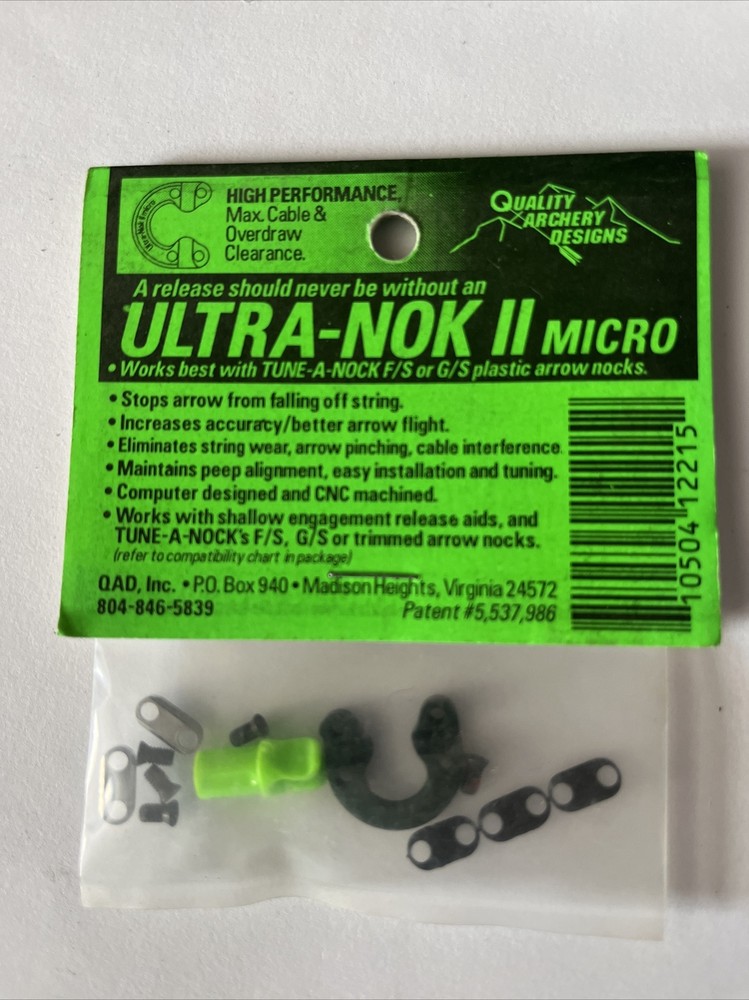 Ultra-Nok II micro
HIGH PERFORMANCE,
Max. Cable &
Overdraw
Clearance.
QUALITY
ARCHERY
DESIGNS
A release should never be without an
ULTRA-NOK II MICRO
• Works best with TUNE-A-NOCK F/S or G/S plastic arrow nocks.
• Stops arrow from falling off string.
• Increases accuracy/better arrow flight.
• Eliminates string wear, arrow pinching, cable interference.
• Maintains peep alignment, easy installation and tuning.
• Computer designed and CNC machined.
• Works with shallow engagement release aids, and
TUNE-A-NOCK's F/S, G/S or trimmed arrow nocks.
(refer to compatibility chart in package)
QAD, Inc. • P.O. Box 940 • Madison Heights, Virginia 24572
804-846-5839
Patent #5,537,986
10504 12215